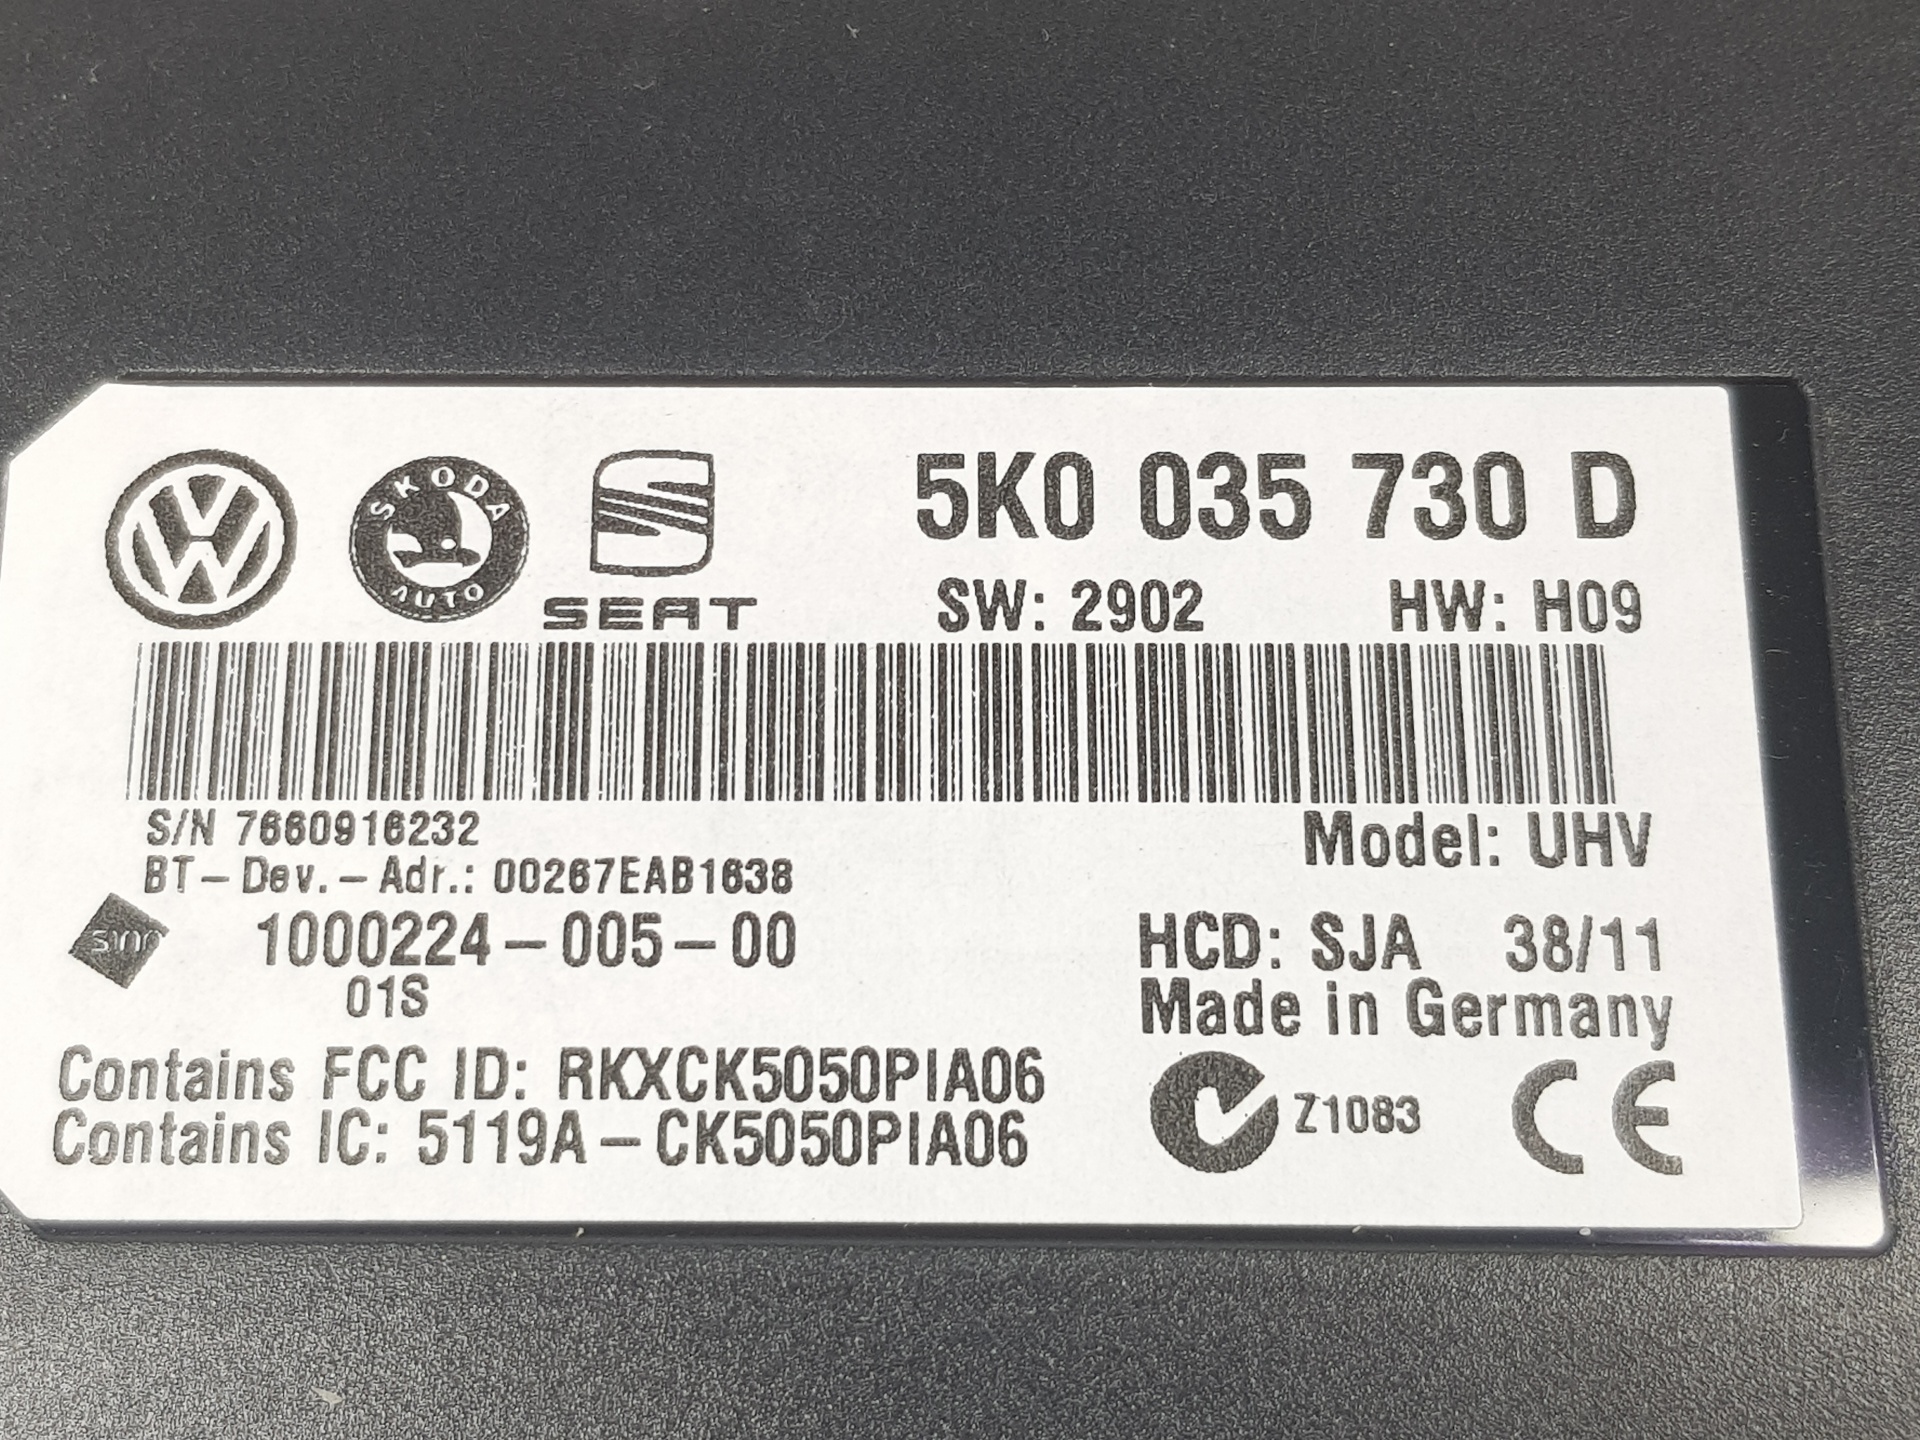 SKODA
AUTO
SEAT
5K0 035 730 D
SW: 2902 HW: H09
S/N 7660916232
BT-Dev.-Adr.: 00267EAB1638
Model: UHV
1000224-005-00
01S
HCD: SJA 38/11
Made in Germany
Contains FCC ID: RKXCK5050PIA06
Contains IC: 5119A-CK5050PIA06
Z1083
CE